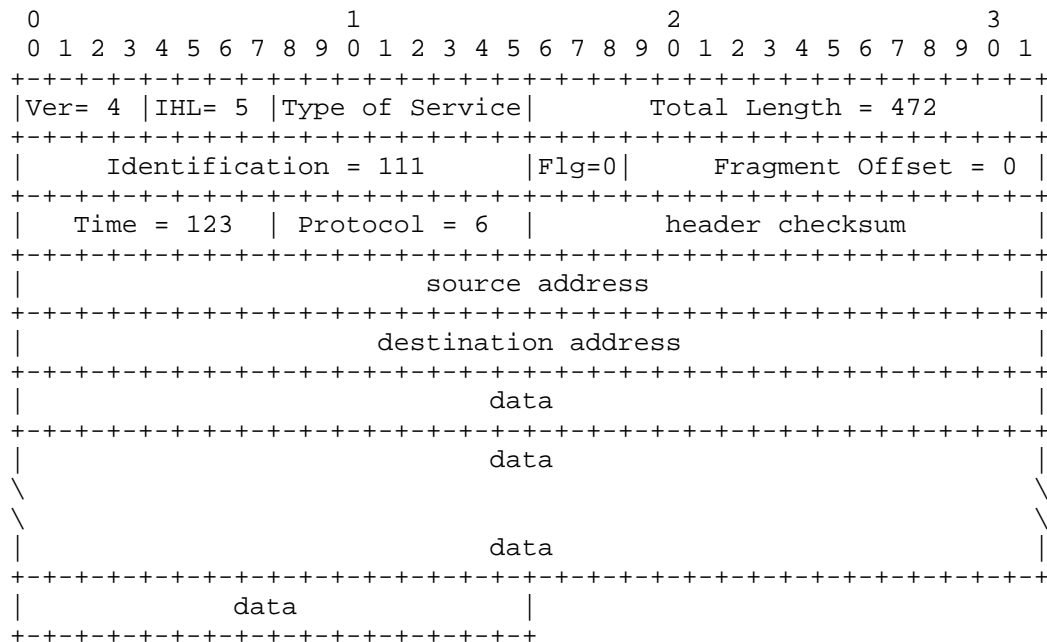 0                   1                   2                   3
 0 1 2 3 4 5 6 7 8 9 0 1 2 3 4 5 6 7 8 9 0 1 2 3 4 5 6 7 8 9 0 1
+-+-+-+-+-+-+-+-+-+-+-+-+-+-+-+-+-+-+-+-+-+-+-+-+-+-+-+-+-+-+-+-+
|Ver= 4 |IHL= 5 |Type of Service|       Total Length = 472      |
+-+-+-+-+-+-+-+-+-+-+-+-+-+-+-+-+-+-+-+-+-+-+-+-+-+-+-+-+-+-+-+-+
|     Identification = 111      |Flg=0|     Fragment Offset = 0 |
+-+-+-+-+-+-+-+-+-+-+-+-+-+-+-+-+-+-+-+-+-+-+-+-+-+-+-+-+-+-+-+-+
|   Time = 123  | Protocol = 6  |        header checksum        |
+-+-+-+-+-+-+-+-+-+-+-+-+-+-+-+-+-+-+-+-+-+-+-+-+-+-+-+-+-+-+-+-+
|                         source address                        |
+-+-+-+-+-+-+-+-+-+-+-+-+-+-+-+-+-+-+-+-+-+-+-+-+-+-+-+-+-+-+-+-+
|                      destination address                      |
+-+-+-+-+-+-+-+-+-+-+-+-+-+-+-+-+-+-+-+-+-+-+-+-+-+-+-+-+-+-+-+-+
|                             data                              |
+-+-+-+-+-+-+-+-+-+-+-+-+-+-+-+-+-+-+-+-+-+-+-+-+-+-+-+-+-+-+-+-+
|                             data                              |
\                                                               \
\                                                               \
|                             data                              |
+-+-+-+-+-+-+-+-+-+-+-+-+-+-+-+-+-+-+-+-+-+-+-+-+-+-+-+-+-+-+-+-+
|             data              |
+-+-+-+-+-+-+-+-+-+-+-+-+-+-+-+-+